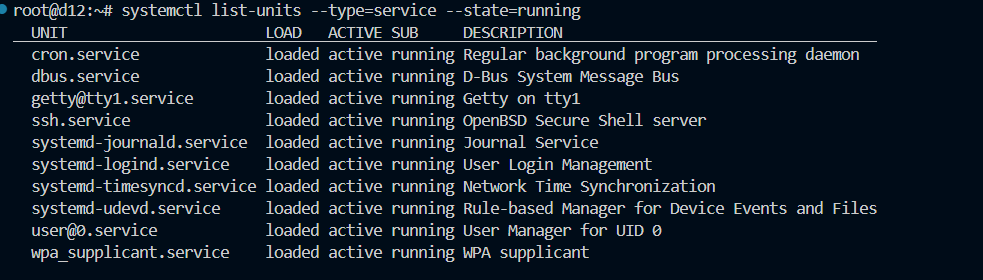 root@d12:~# systemctl list-units --type=service --state=running
UNIT LOAD ACTIVE SUB DESCRIPTION
cron.service loaded active running Regular background program processing daemon
dbus.service loaded active running D-Bus System Message Bus
getty@tty1.service loaded active running Getty on tty1
ssh.service loaded active running OpenBSD Secure Shell server
systemd-journald.service loaded active running Journal Service
systemd-logind.service loaded active running User Login Management
systemd-timesyncd.service loaded active running Network Time Synchronization
systemd-udevd.service loaded active running Rule-based Manager for Device Events and Files
user@0.service loaded active running User Manager for UID 0
wpa_supplicant.service loaded active running WPA supplicant